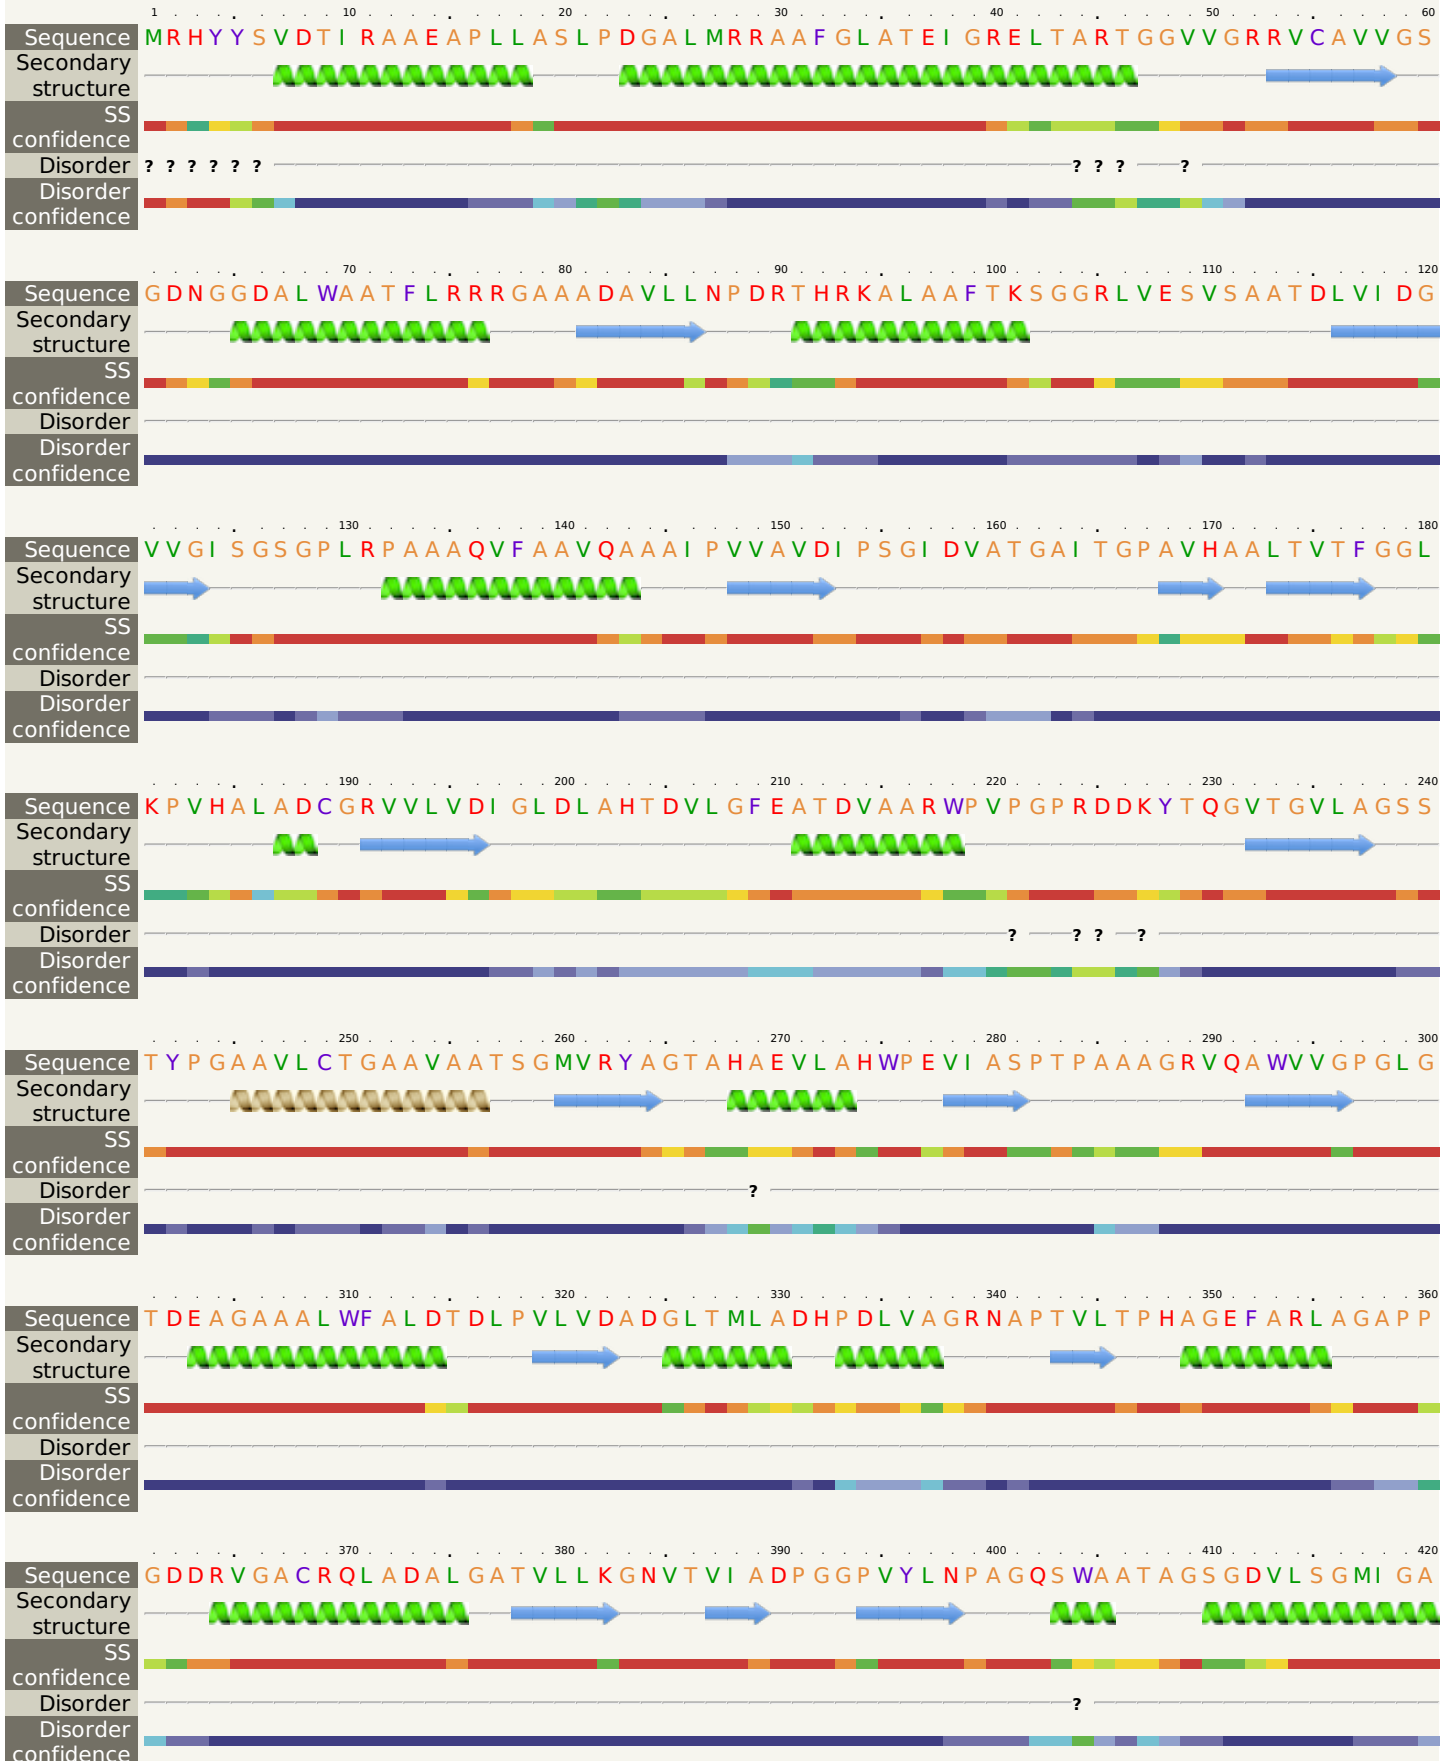 1 10 20 30 40 50 60
Sequence MRHYYSVDTIRAAEAPLLASLPDGALMRRAAFGLATEIGRELTARTGGVVGRRVCAVVGS
Secondary
structure
SS
confidence
Disorder ? ? ? ? ? ? ? ? ? ?
Disorder
confidence
70 80 90 100 110 120
Sequence GDNGGDALWAATFLRRRGAAADAVLLNPDRTHRKALAAFTKSGGRLVESVSAATDLVIDG
Secondary
structure
SS
confidence
Disorder
Disorder
confidence
130 140 150 160 170 180
Sequence VVGISGSGPLRPAAAQVFAAVQAAAIPVVAVDIPSGIDVATGAITGPAVHAALTVTFGGL
Secondary
structure
SS
confidence
Disorder
Disorder
confidence
190 200 210 220 230 240
Sequence KPVHALADCGRVVLVDIGLDLAHTDVLGFEATDVAARWPVPGPRDDKYTQGVTGVLAGSS
Secondary
structure
SS
confidence
Disorder ? ? ? ?
Disorder
confidence
250 260 270 280 290 300
Sequence TYPGAAVLCTGAAVAATSGMVRYAGTAHAEVLAHWPEVIASPTPAAAGRVQAWVVGPGLG
Secondary
structure
SS
confidence
Disorder ?
Disorder
confidence
310 320 330 340 350 360
Sequence TDEAGAAALWFALDTDLPVLVDADGLTMLADHPDLVAGRNAPTVLTPHAGEFARLAGAPP
Secondary
structure
SS
confidence
Disorder
Disorder
confidence
370 380 390 400 410 420
Sequence GDDRVGACRQLADALGATVLLKGNVTVIADPGGPVYLNPAGQSWAATAGSGDVLSGMIGA
Secondary
structure
SS
confidence
Disorder ?
Disorder
confidence